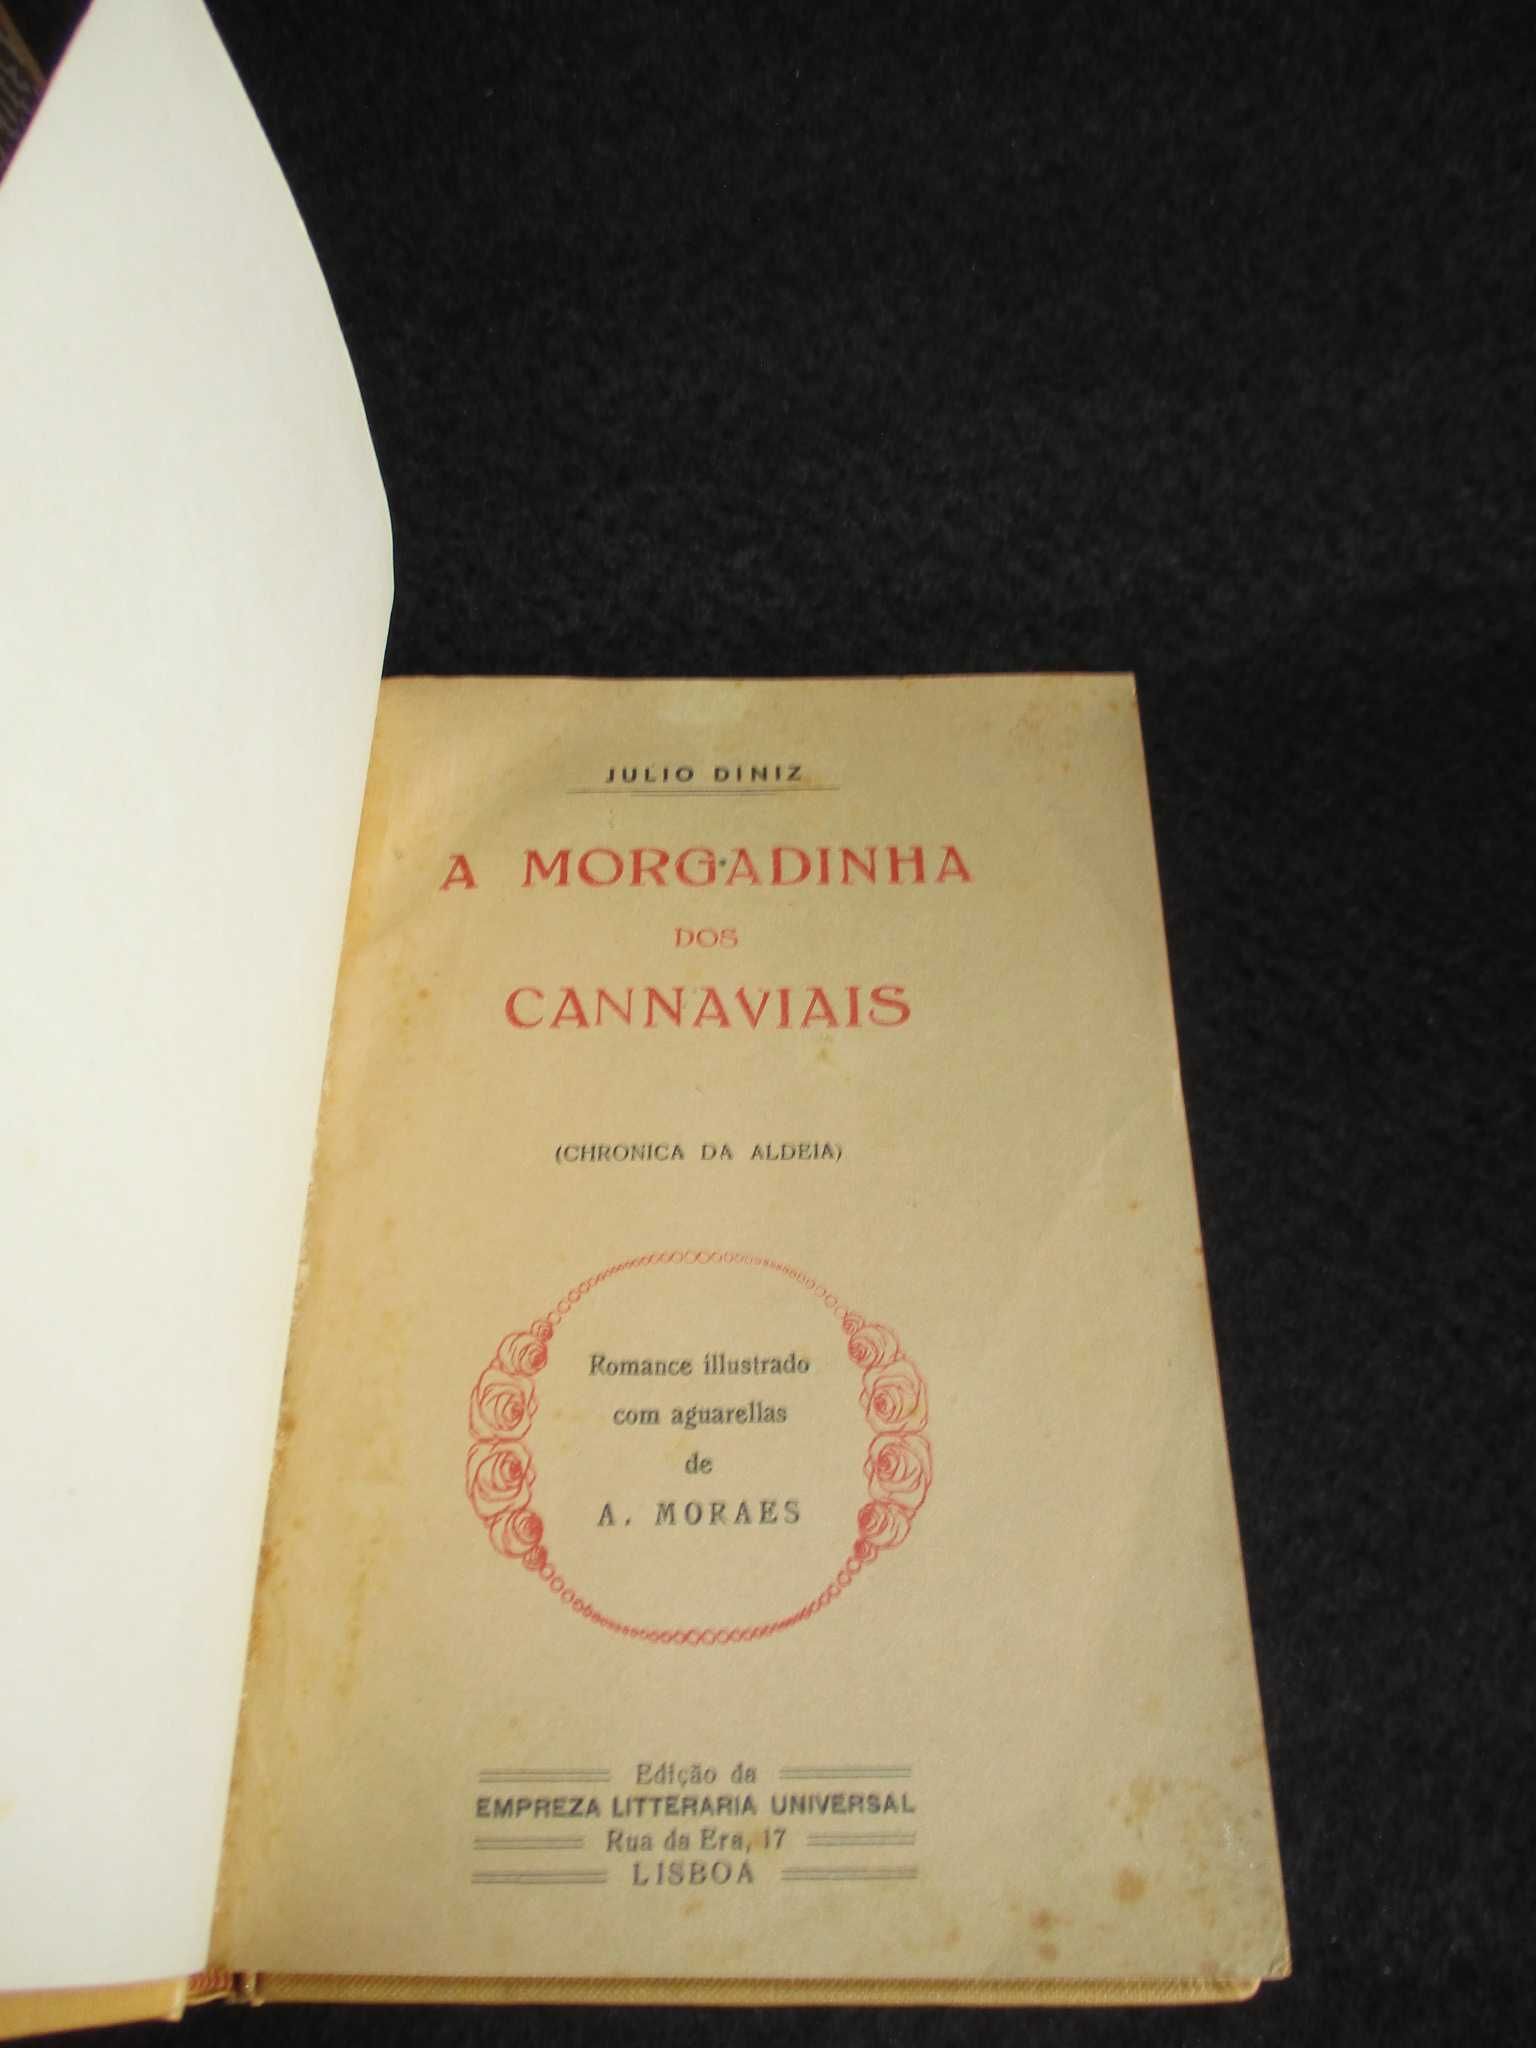 JULIO DINIZ
A MORGADINHA
DOS
CANNAVIAIS
(CHRONICA DA ALDEIA)
Romance illustrado
com aguarellas
de
A. MORAES
Edição da
EMPREZA LITTERARIA UNIVERSAL
Rua da Era, 17
LISBOA